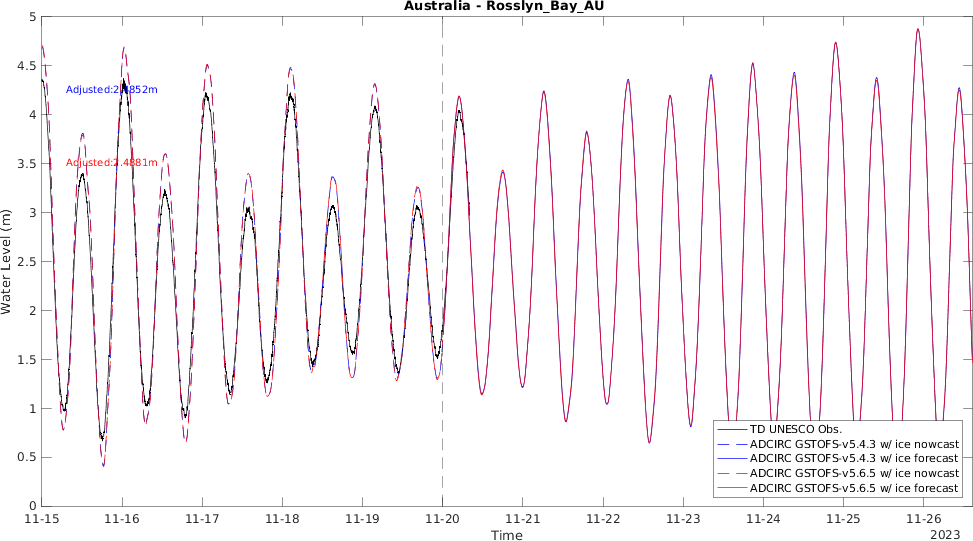 Australia - Rosslyn_Bay_AU
Water Level (m)
5
4.5
4
3.5
3
2.5
2
1.5
1
0.5
0
Adjusted:2.4852m
Adjusted:2.4881m
TD UNESCO Obs.
ADCIRC GSTOFS-v5.4.3 w/ ice nowcast
ADCIRC GSTOFS-v5.4.3 w/ ice forecast
ADCIRC GSTOFS-v5.6.5 w/ ice nowcast
ADCIRC GSTOFS-v5.6.5 w/ ice forecast
11-15 11-16 11-17 11-18 11-19 11-20 11-21 11-22 11-23 11-24 11-25 11-26
Time
2023